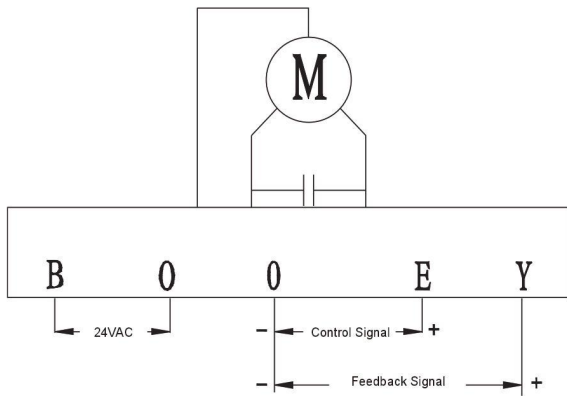 M
B O O E Y
24VAC - Control Signal +
- Feedback Signal +